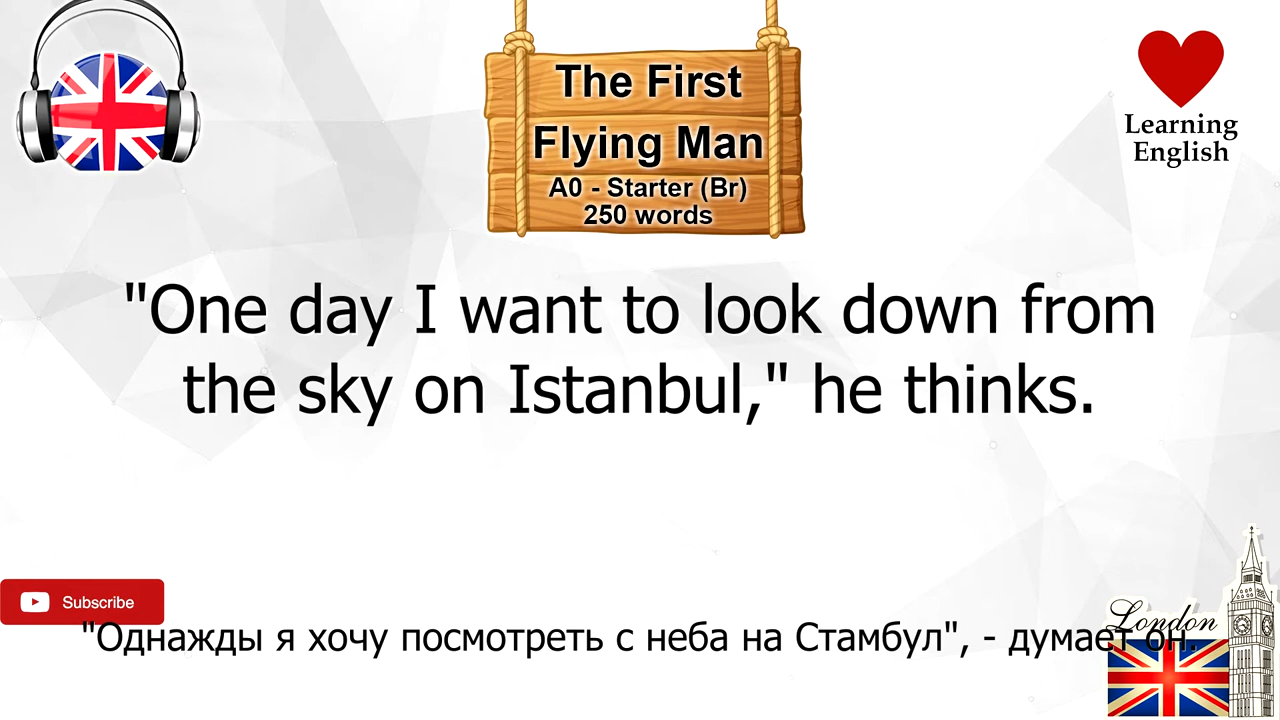 The First
Flying Man
A0 - Starter (Br)
250 words
Learning
English
"One day I want to look down from
the sky on Istanbul," he thinks.
Subscribe
London
"Однажды я хочу посмотреть с неба на Стамбул", - думает он.